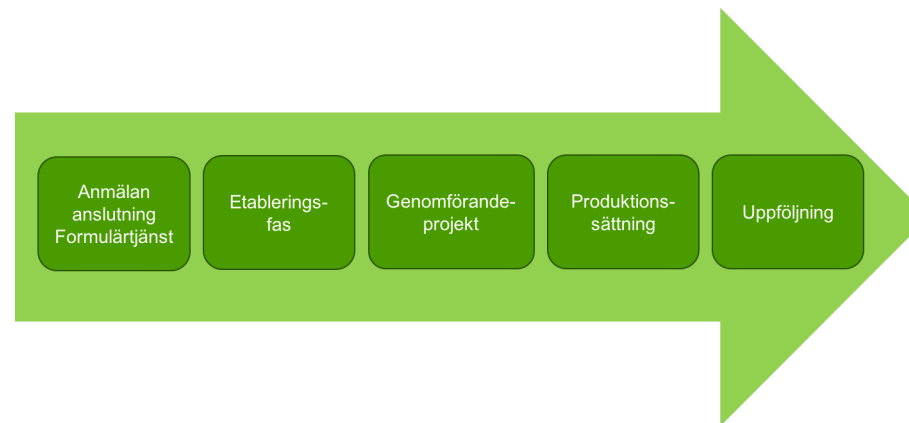 Anmälan
anslutning
Formulärtjänst
Etablerings-
fas
Genomförande-
projekt
Produktions-
sättning
Uppföljning